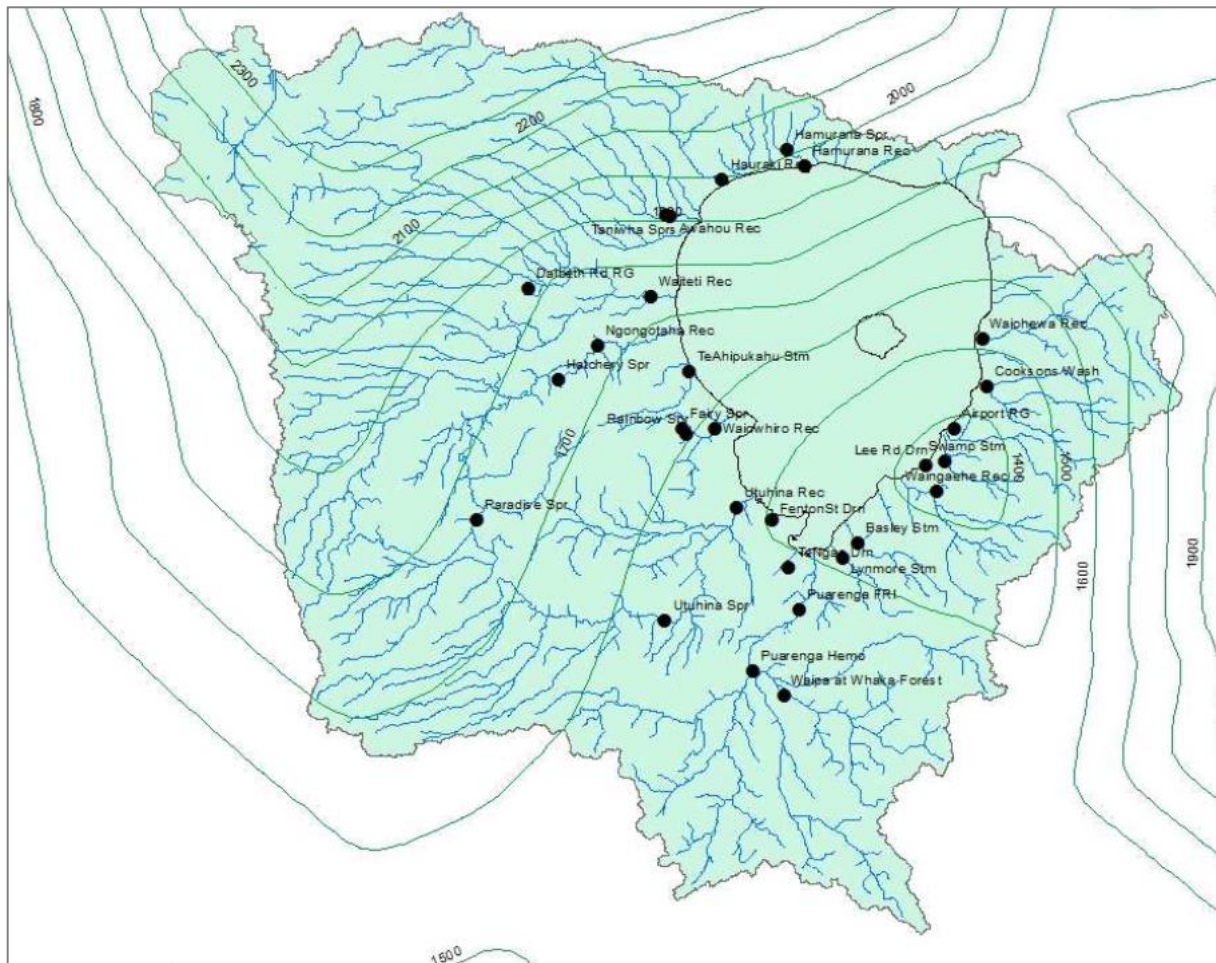 2300
1800
2000
2200
Hamurana Spr
Hamurana Rec
2100
Taniwha Sprs
Awahou Rec
Dalbeth Rd RG
Waiteti Rec
Ngongotaha Rec
Waiohewa Rec
Hatchery Spr
TeAhipukahu Stm
Cooksons Wash
Rainbow Spr
Fairy Spr
Waiowhiro Rec
Airport RG
1700
Lee Rd Drn
Swamp Stm
1400
1500
Waingaehe Rec
Paradise Spr
Utuhina Rec
FentonSt Drn
Basley Stm
Lynmore Stm
1900
1600
Utuhina Spr
Puarenga FRI
Puarenga Hemo
Waipa at Whaka Forest
1500